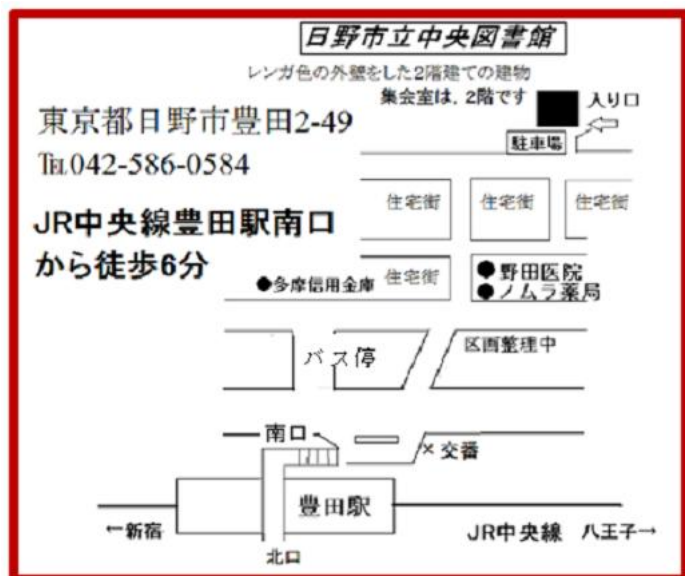 日野市立中央図書館
レンガ色の外壁をした2階建ての建物
集会室は、2階です
入り口
駐車場
東京都日野市豊田2-49
℡042-586-0584
JR中央線豊田駅南口
から徒歩6分
住宅街
住宅街
住宅街
●多摩信用金庫
住宅街
●野田医院
●ノムラ薬局
バス停
区画整理中
南口
×交番
豊田駅
←新宿
北口
JR中央線 八王子→